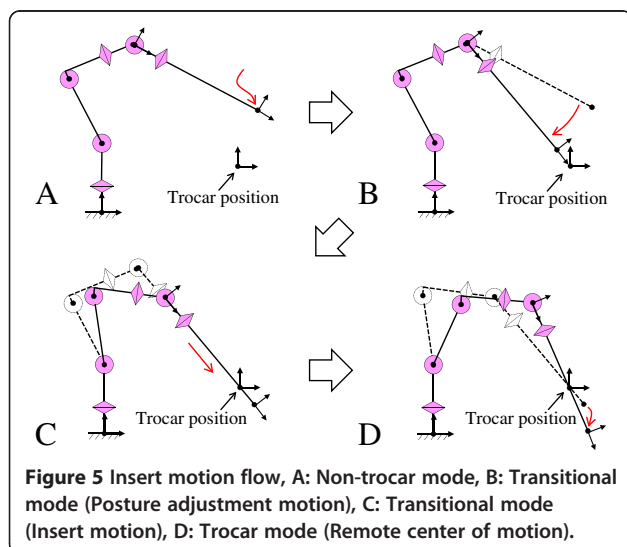 A
Trocar position
B
Trocar position
C
Trocar position
D
Trocar position
Figure 5 Insert motion flow, A: Non-trocar mode, B: Transitional
mode (Posture adjustment motion), C: Transitional mode
(Insert motion), D: Trocar mode (Remote center of motion).